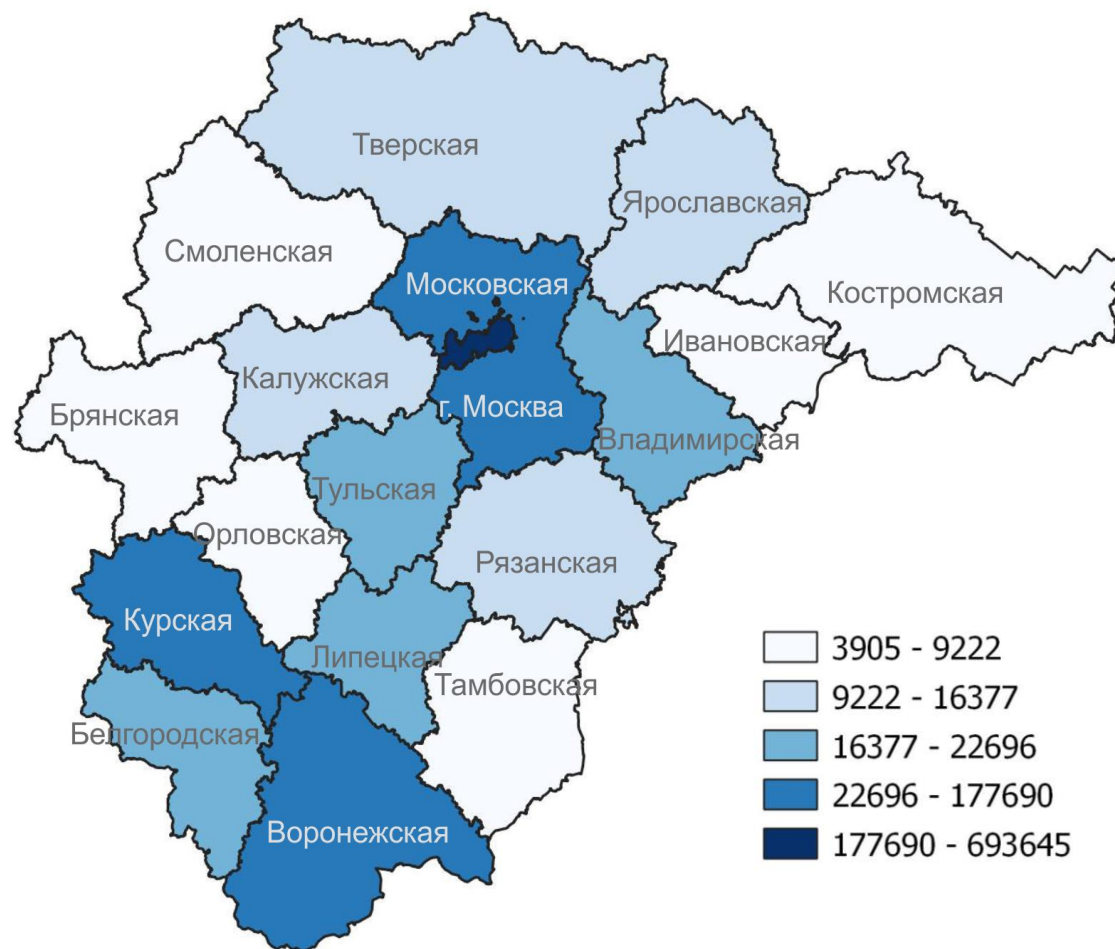 Тверская
Ярославская
Смоленская
Московская
Костромская
Ивановская
Калужская
Брянская
г. Москва
Владимирская
Тульская
Орловская
Рязанская
Курская
Липецкая
Тамбовская
Белгородская
Воронежская
3905 - 9222
9222 - 16377
16377 - 22696
22696 - 177690
177690 - 693645